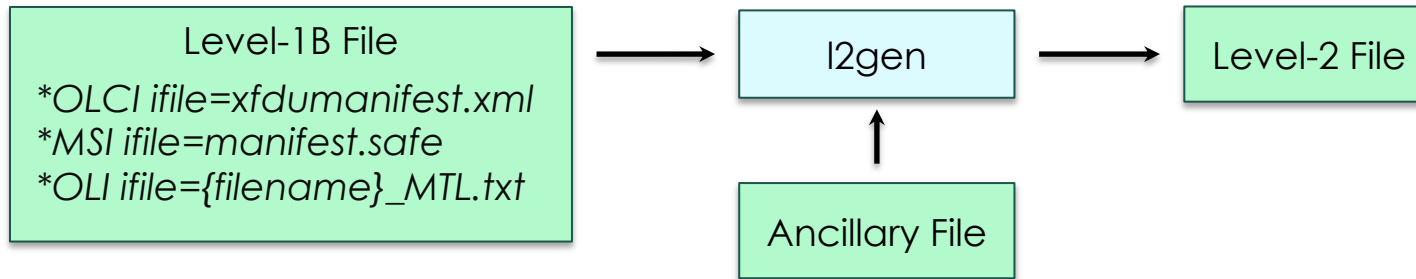 Level-1B File
*OLCI ifile=xfdumanifest.xml
*MSI ifile=manifest.safe
*OLI ifile={filename}_MTL.txt
l2gen
Level-2 File
Ancillary File